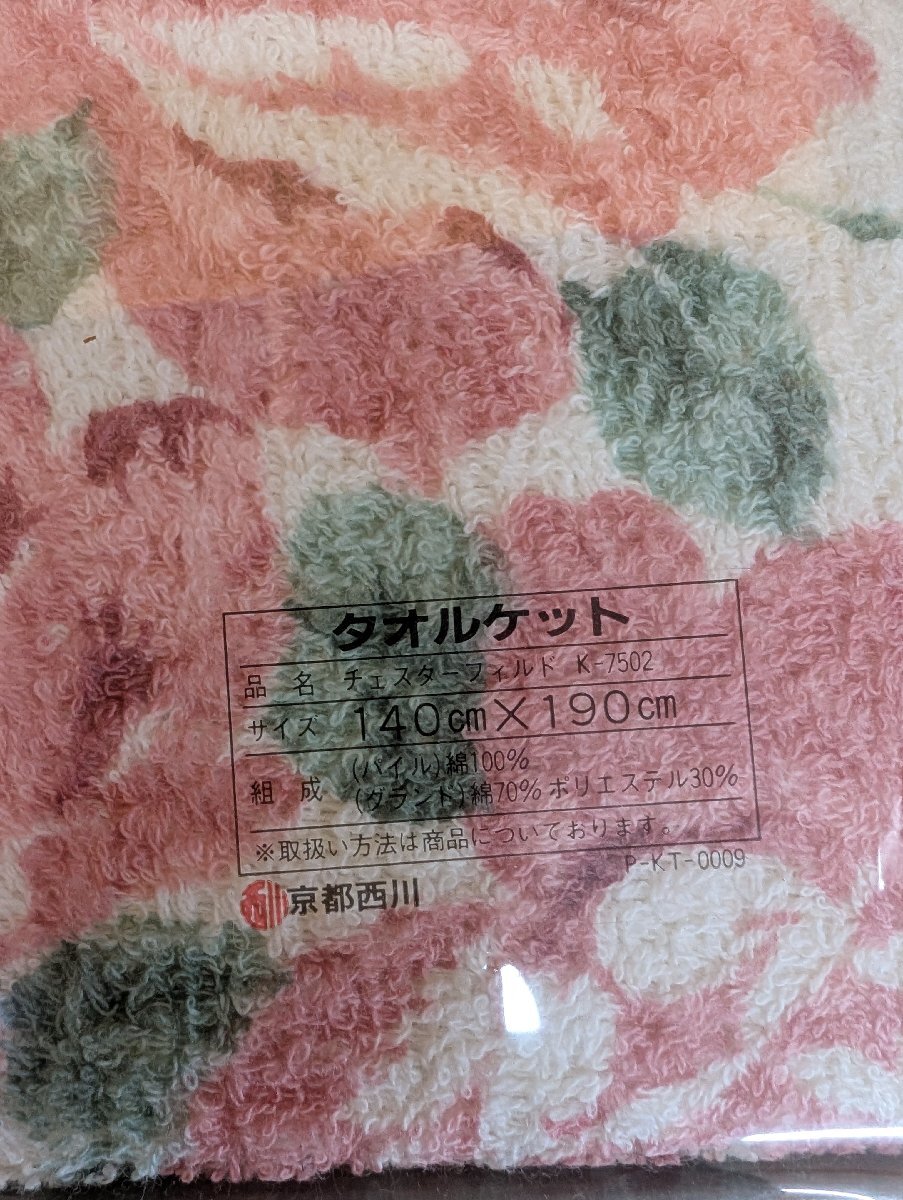 タオルケット
品 名 チェスターフィルド K-7502
サイズ 140cm×190cm
組 成 (パイル)綿100%
(グランド)綿70% ポリエステル30%
※取扱い方法は商品についております。
P-KT-0009
京都西川